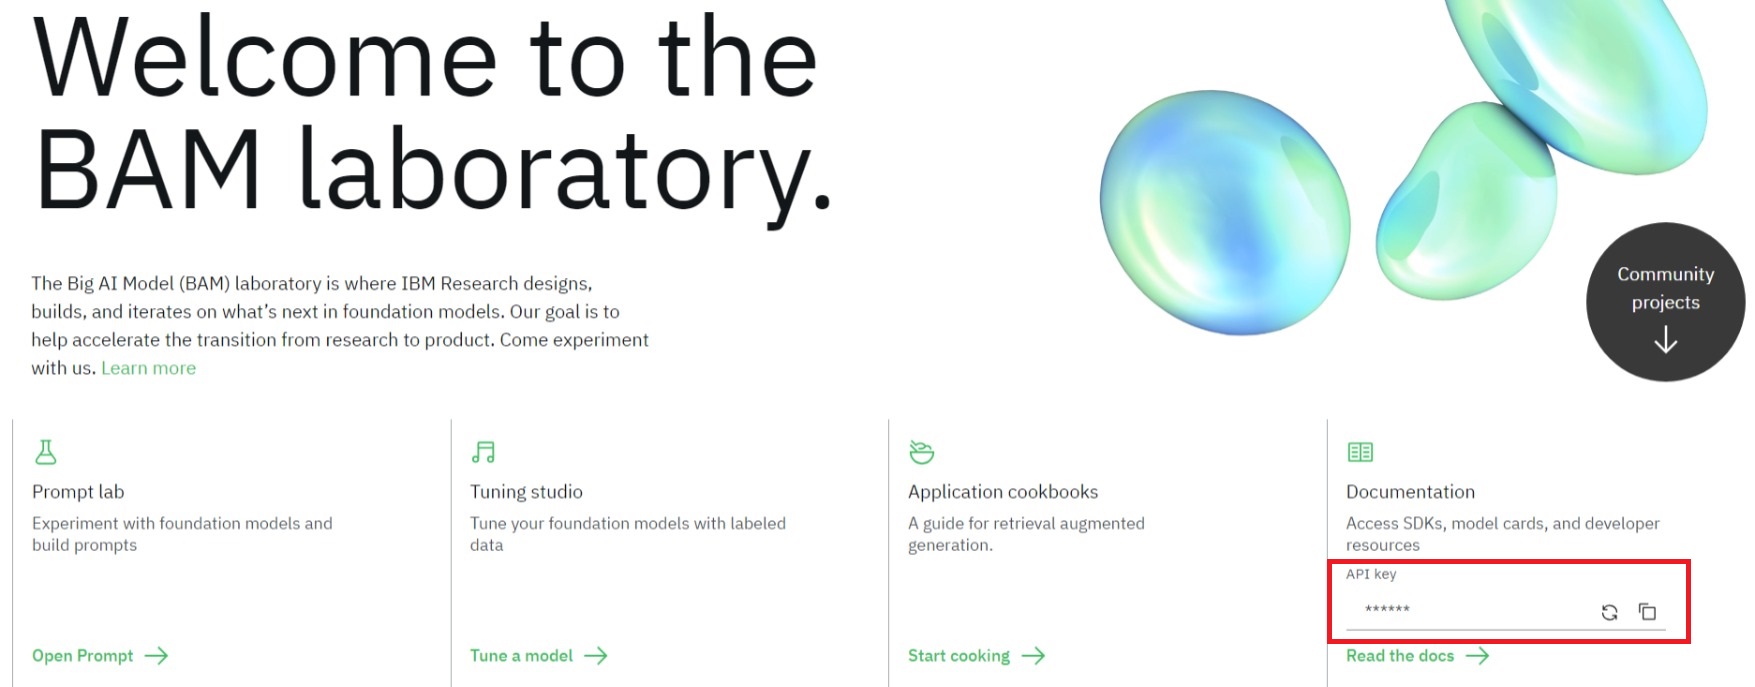 Welcome to the
BAM laboratory.
The Big AI Model (BAM) laboratory is where IBM Research designs,
builds, and iterates on what's next in foundation models. Our goal is to
help accelerate the transition from research to product. Come experiment
with us. Learn more
Community
projects
Prompt lab
Experiment with foundation models and
build prompts
Open Prompt
Tuning studio
Tune your foundation models with labeled
data
Tune a model
Application cookbooks
A guide for retrieval augmented
generation.
Start cooking
Documentation
Access SDKs, model cards, and developer
resources
API key
******
Read the docs